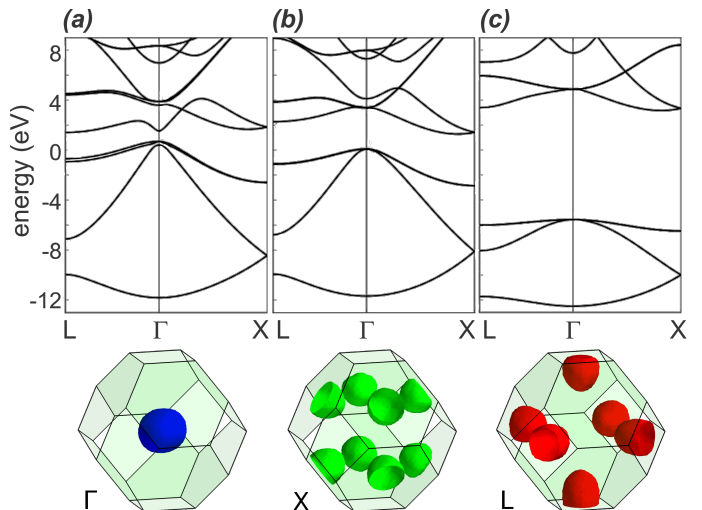 (a) (b) (c)
energy (eV)
8
4
0
-4
-8
-12
L Γ X L Γ X L Γ X
Γ X L